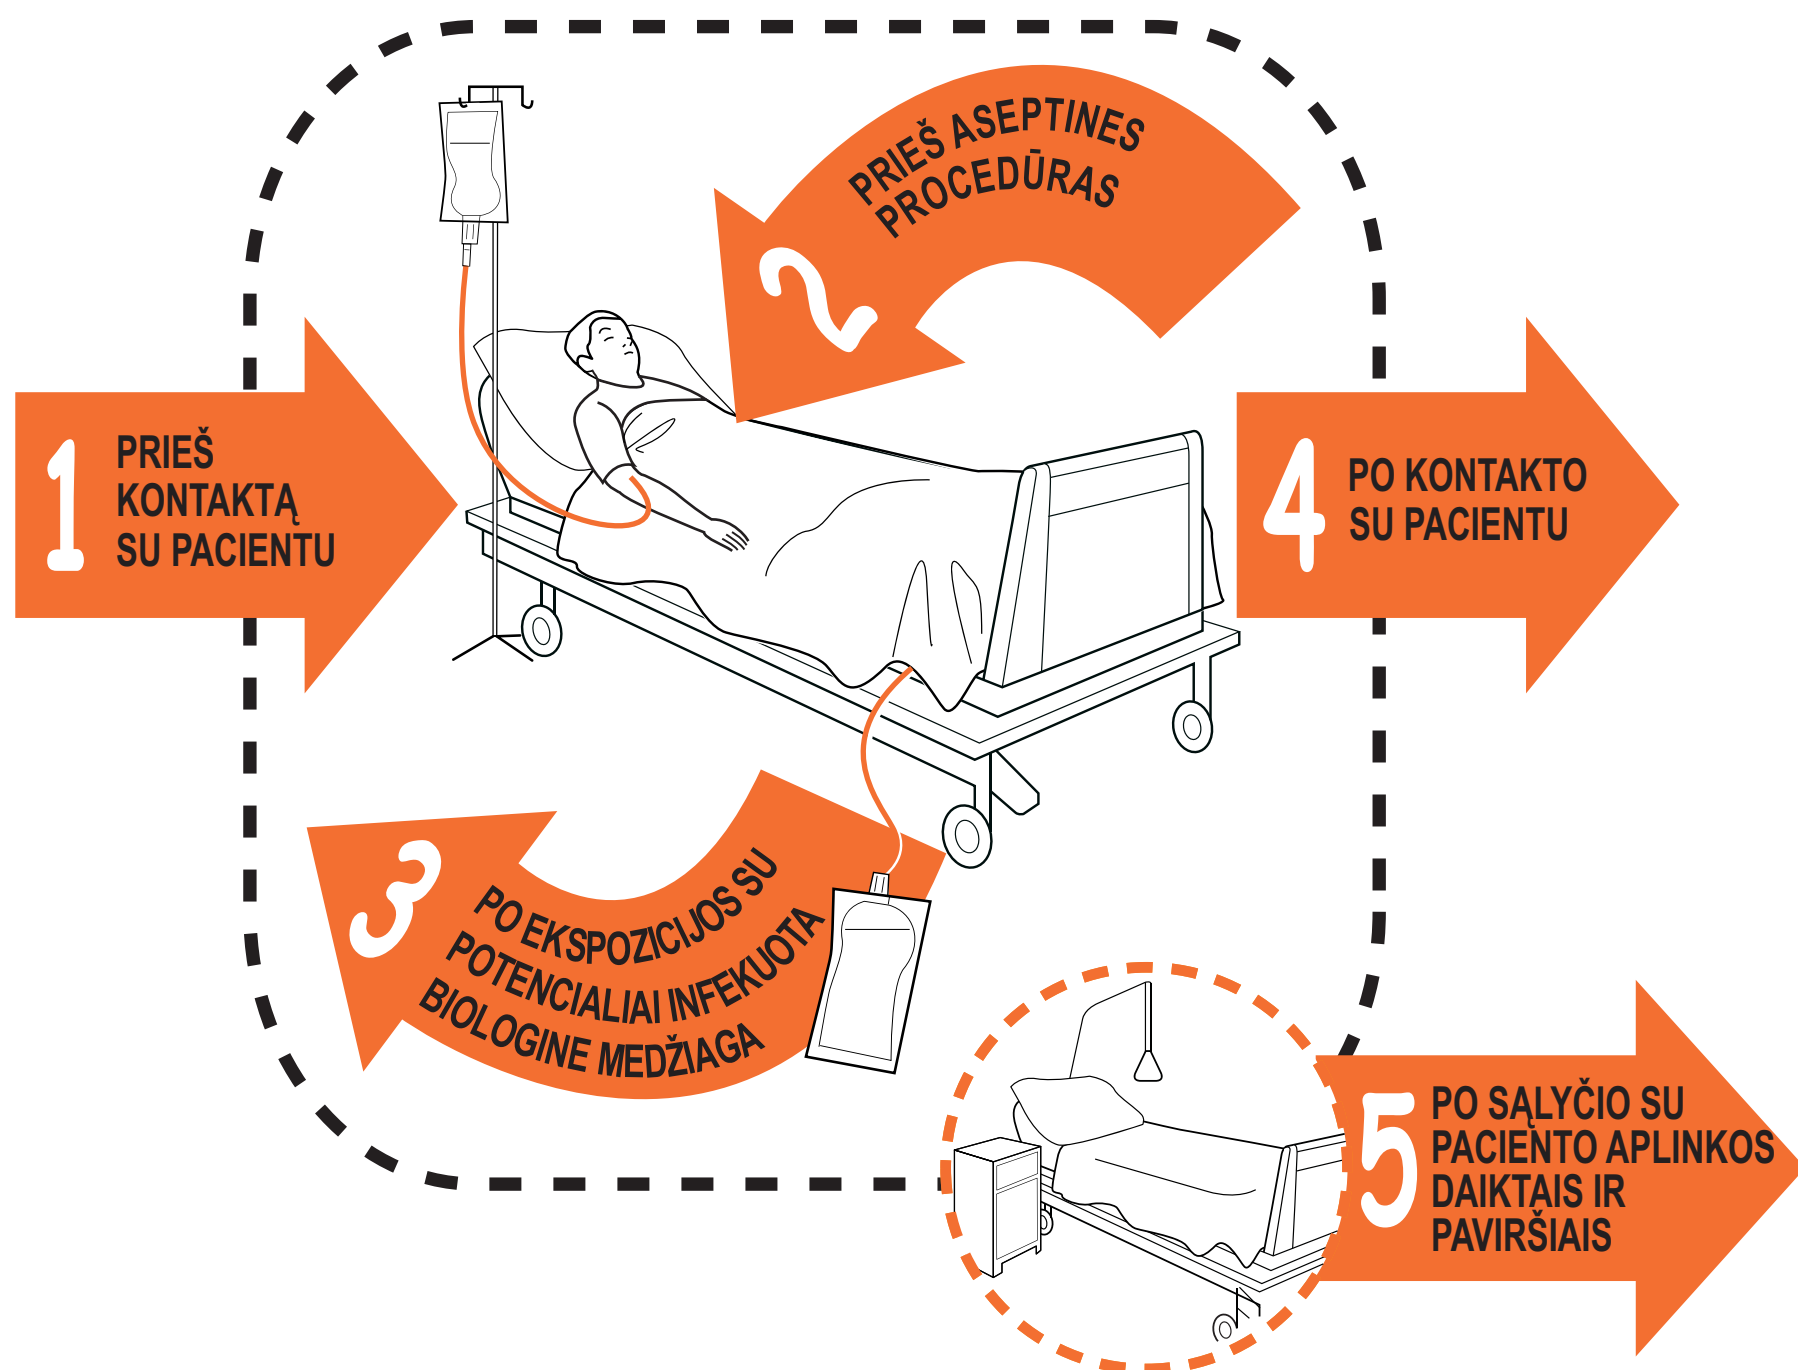 1
PRIEŠ
KONTAKTĄ
SU PACIENTU
2
PRIEŠ ASEPTINES
PROCEDŪRAS
3
PO EKSPOZICIJOS SU
POTENCIALIAI INFEKUOTA
BIOLOGINE MEDŽIAGA
4
PO KONTAKTO
SU PACIENTU
5
PO SĄLYČIO SU
PACIENTO APLINKOS
DAIKTAIS IR
PAVIRŠIAIS